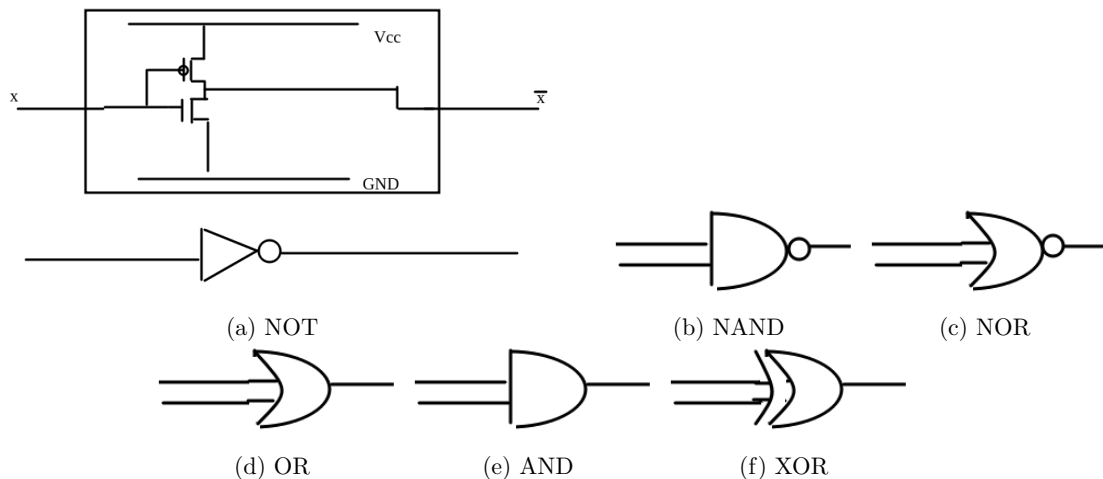 Vcc
x
x̅
GND
(a) NOT
(b) NAND
(c) NOR
(d) OR
(e) AND
(f) XOR